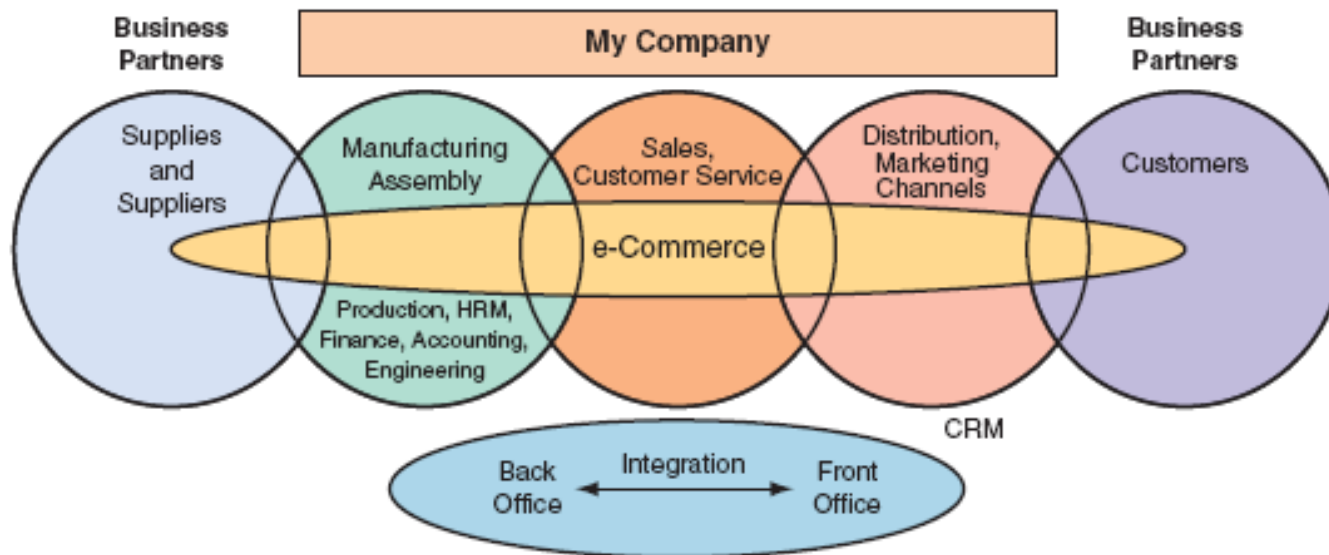 Business
Partners
My Company
Business
Partners
Supplies
and
Suppliers
Manufacturing
Assembly
Sales,
Customer Service
Distribution,
Marketing
Channels
Customers
e-Commerce
Production, HRM,
Finance, Accounting,
Engineering
CRM
Back
Office
Integration
Front
Office